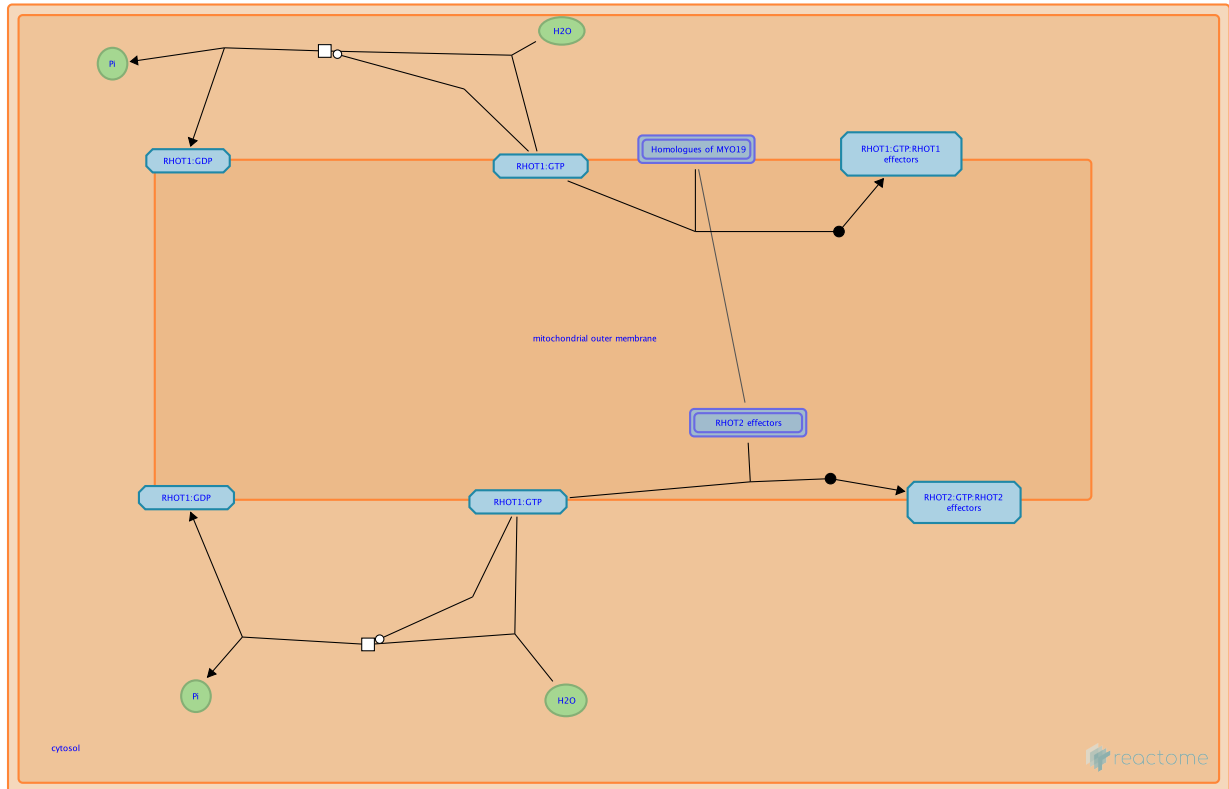 H2O
Pi
RHOT1:GDP
RHOT1:GTP
Homologues of MYO19
RHOT1:GTP:RHOT1
effectors
mitochondrial outer membrane
RHOT2 effectors
RHOT1:GDP
RHOT1:GTP
RHOT2:GTP:RHOT2
effectors
Pi
H2O
cytosol
reactome